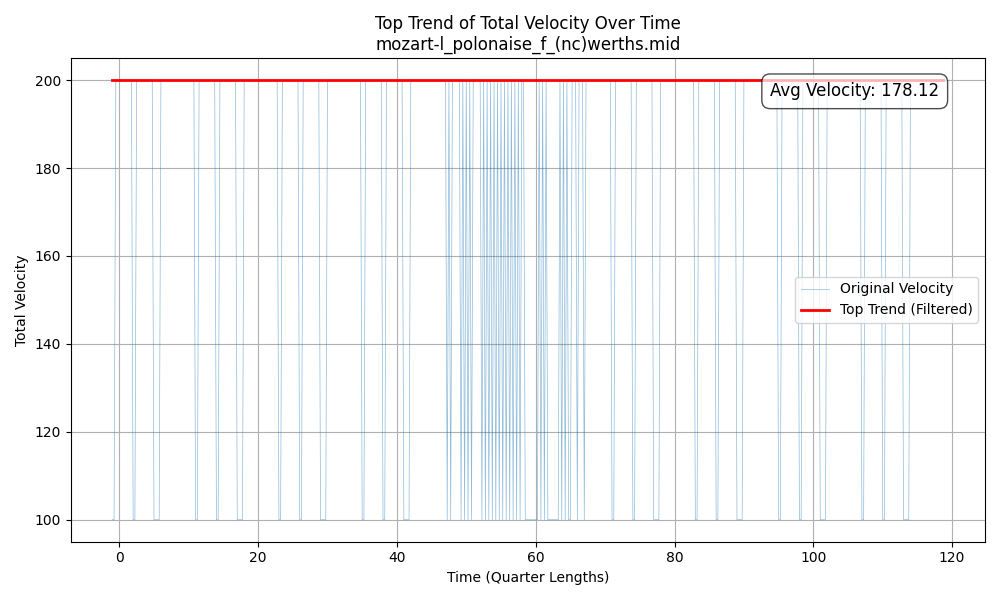 Top Trend of Total Velocity Over Time
mozart-l_polonaise_f_(nc)werths.mid
Avg Velocity: 178.12
200
180
160
140
120
100
Total Velocity
Original Velocity
Top Trend (Filtered)
0
20
40
60
80
100
120
Time (Quarter Lengths)